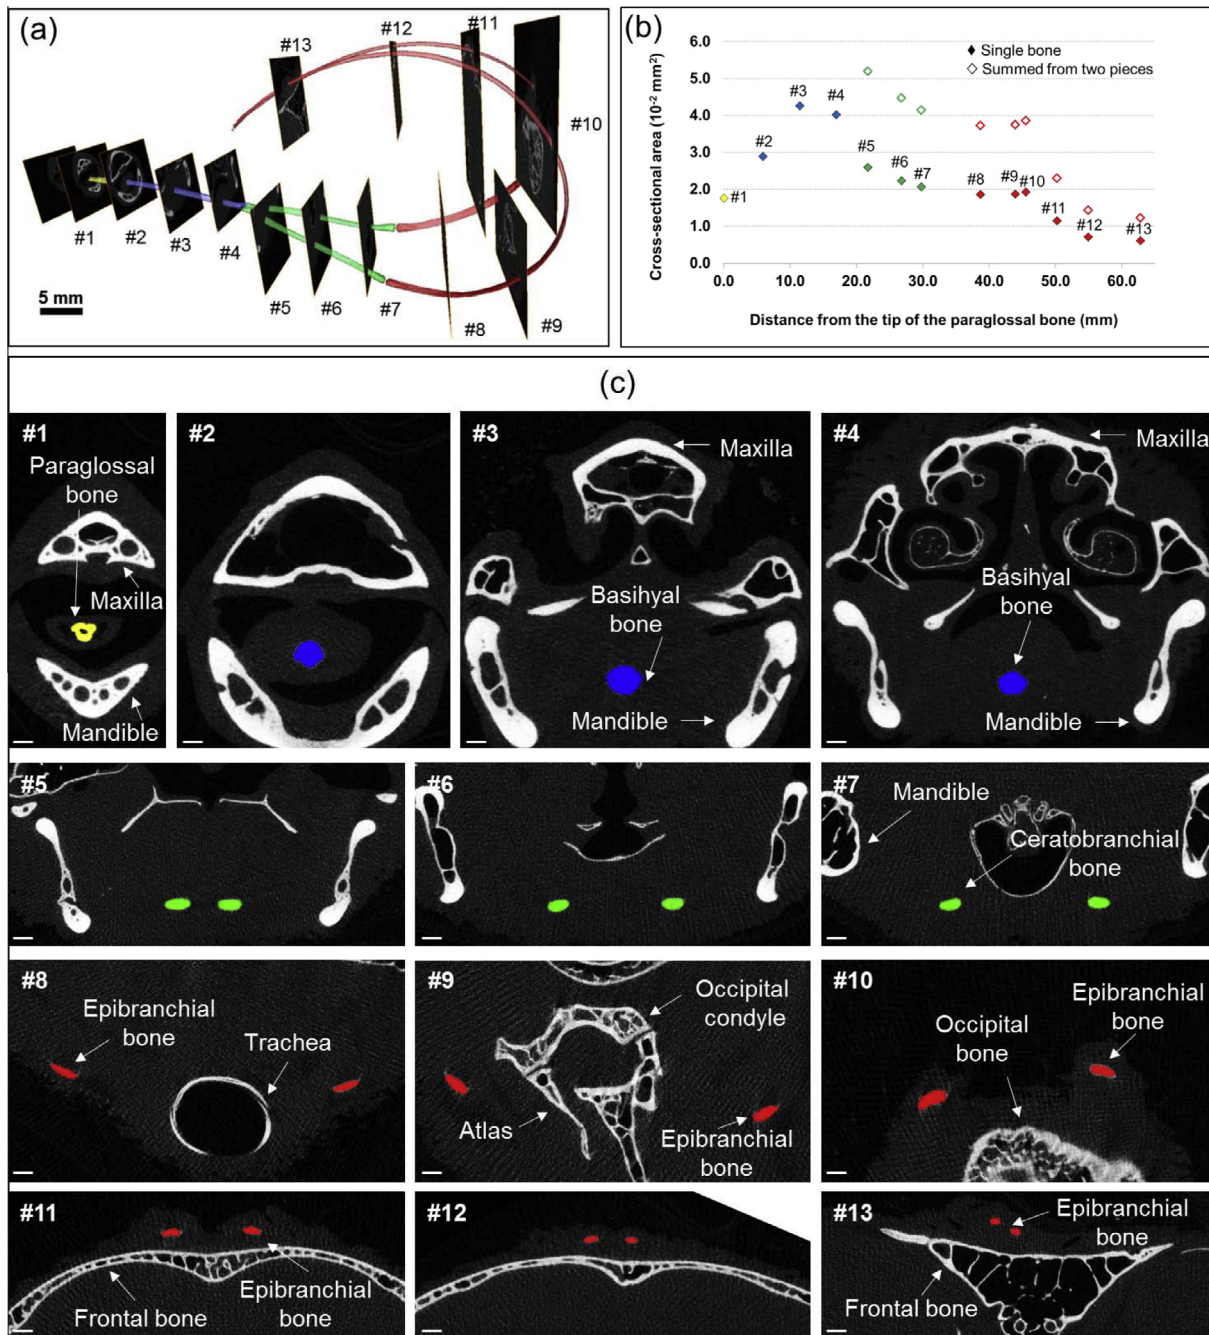 (a)
#13
#12
#11
#10
#1
#2
#3
#4
#5
#6
#7
#8
#9
5 mm
(b)
Cross-sectional area (10⁻² mm²)
6.0
5.0
4.0
3.0
2.0
1.0
0.0
Single bone
Summed from two pieces
#1
#2
#3
#4
#5
#6
#7
#8
#9
#10
#11
#12
#13
0.0 10.0 20.0 30.0 40.0 50.0 60.0
Distance from the tip of the paraglossal bone (mm)
(c)
#1
Paraglossal
bone
Maxilla
Mandible
#2
#3
Maxilla
Basihyal
bone
Mandible
#4
Maxilla
Basihyal
bone
Mandible
#5
#6
#7
Mandible
Ceratobranchial
bone
#8
Epibranchial
bone
Trachea
#9
Occipital
condyle
Atlas
Epibranchial
bone
#10
Epibranchial
bone
Occipital
bone
#11
Frontal bone
Epibranchial
bone
#12
#13
Epibranchial
bone
Frontal bone